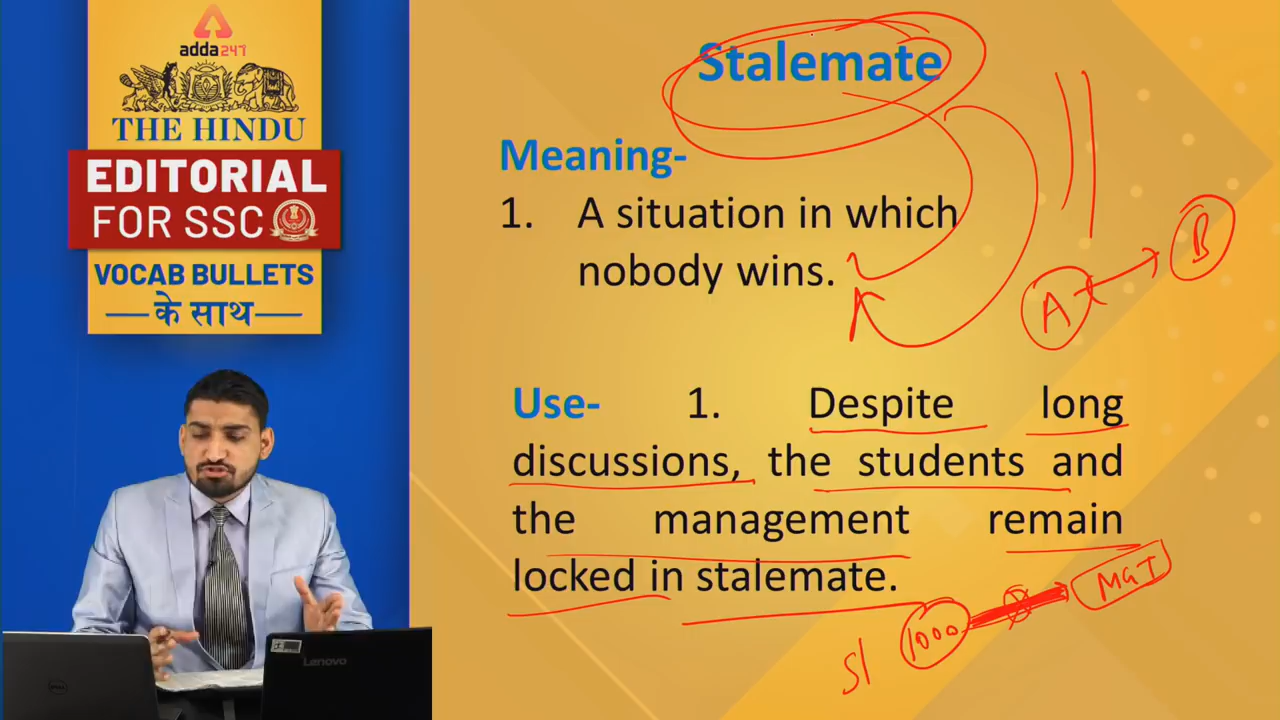 adda247
THE HINDU
EDITORIAL
FOR SSC
VOCAB BULLETS
के साथ
Stalemate
Meaning-
1. A situation in which
nobody wins.
A
B
Use- 1. Despite long
discussions, the students and
the management remain
locked in stalemate.
1000
MGT
Lenovo
DELL